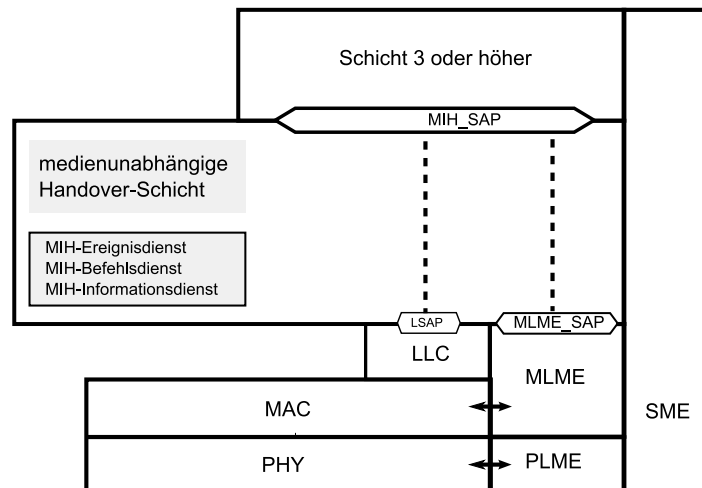 Schicht 3 oder höher
MIH_SAP
medienunabhängige
Handover-Schicht
MIH-Ereignisdienst
MIH-Befehlsdienst
MIH-Informationsdienst
LSAP
MLME_SAP
LLC
MLME
MAC
SME
PHY
PLME